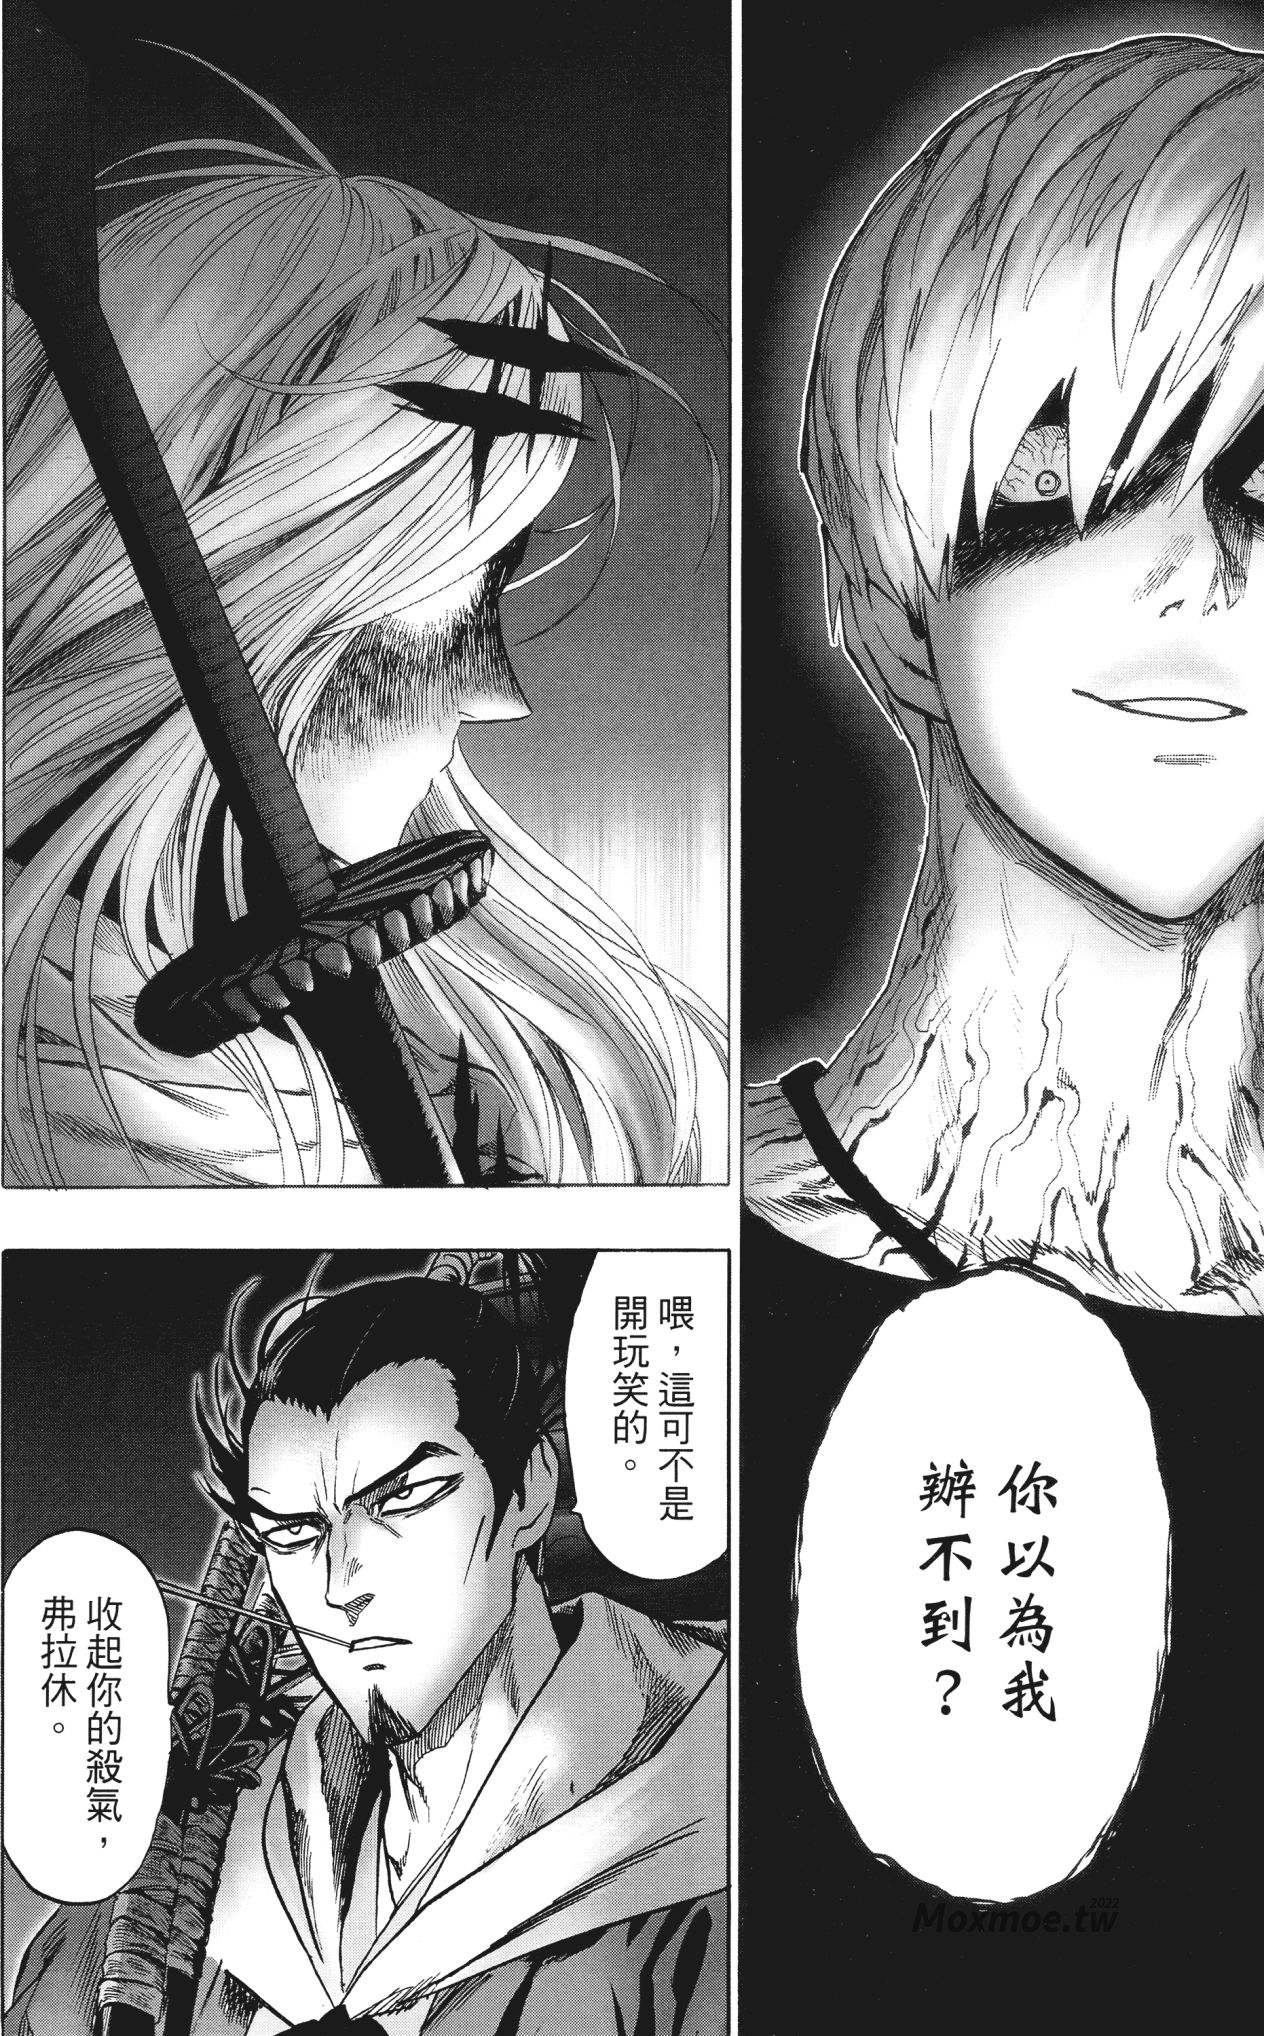 你以為我
辦不到？
喂，這可不是
開玩笑的。
收起你的殺氣，
弗拉休。
2022
Moxmoe.tw